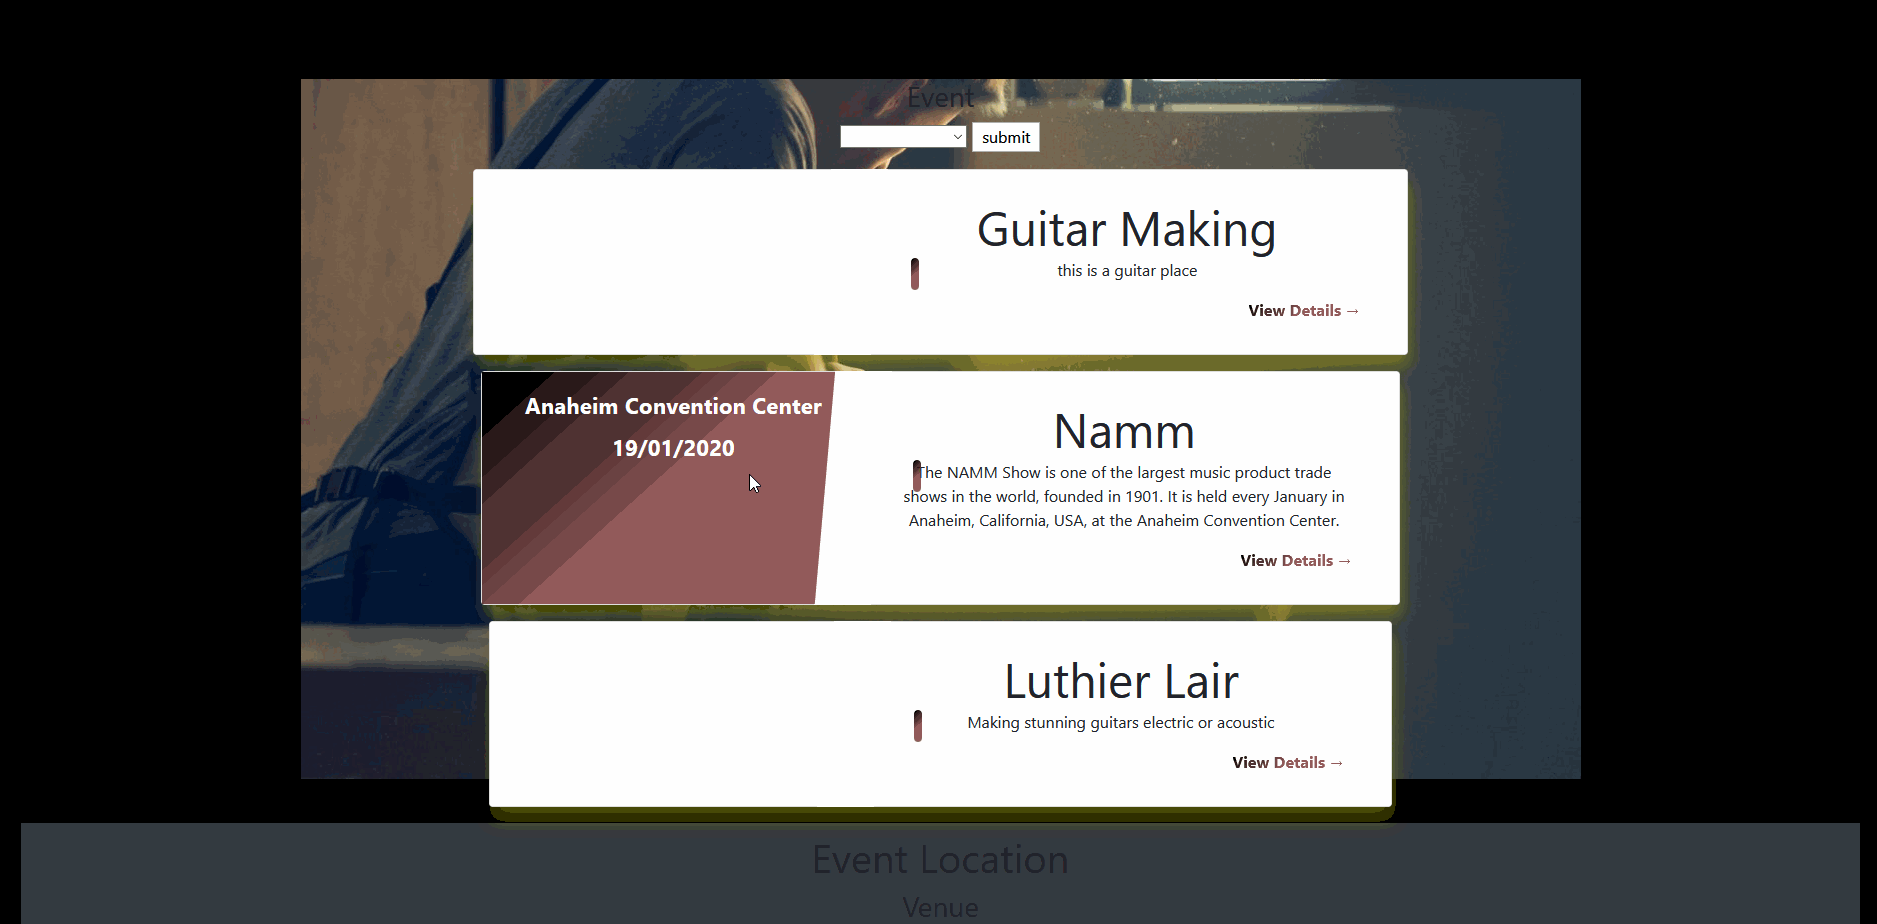 Event
submit
Guitar Making
this is a guitar place
View Details →
Anaheim Convention Center
19/01/2020
Namm
The NAMM Show is one of the largest music product trade
shows in the world, founded in 1901. It is held every January in
Anaheim, California, USA, at the Anaheim Convention Center.
View Details →
Luthier Lair
Making stunning guitars electric or acoustic
View Details →
Event Location
Venue